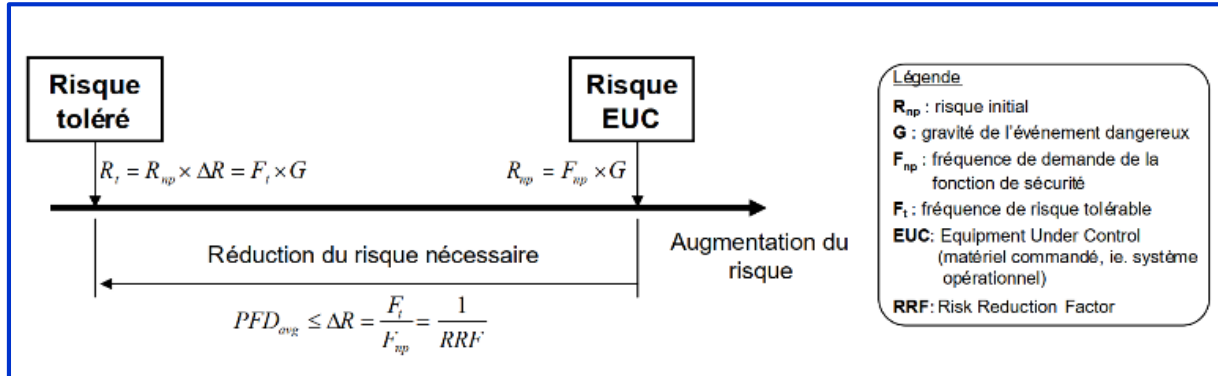 Risque
toléré
Risque
EUC
R_t = R_np × ΔR = F_t × G
R_np = F_np × G
Réduction du risque nécessaire
Augmentation du
risque
PFD_avg ≤ ΔR = F_t / F_np = 1 / RRF
Légende
R_np : risque initial
G : gravité de l'événement dangereux
F_np : fréquence de demande de la
fonction de sécurité
F_t : fréquence de risque tolérable
EUC: Equipment Under Control
(matériel commandé, ie. système
opérationnel)
RRF: Risk Reduction Factor